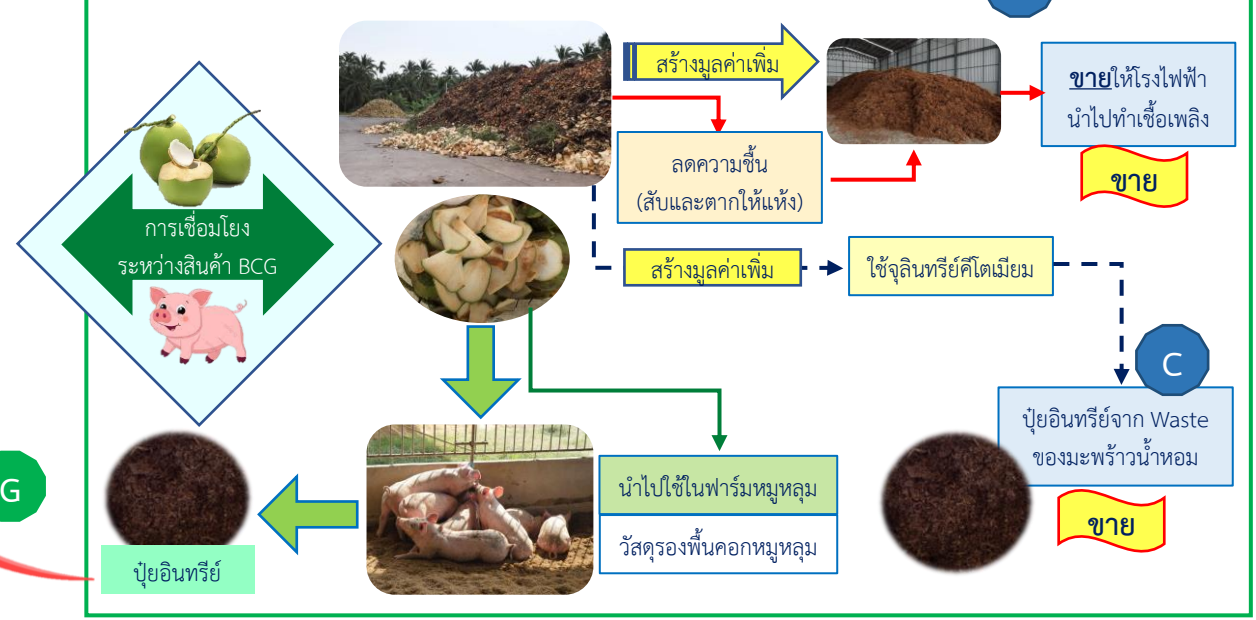 สร้างมูลค่าเพิ่ม
ขายให้โรงไฟฟ้า
นำไปทำเชื้อเพลิง
ขาย
ลดความชื้น
(สับและตากให้แห้ง)
การเชื่อมโยง
ระหว่างสินค้า BCG
สร้างมูลค่าเพิ่ม
ใช้จุลินทรีย์คีโตเมียม
C
ปุ๋ยอินทรีย์จาก Waste
ของมะพร้าวน้ำหอม
ขาย
G
นำไปใช้ในฟาร์มหมูหลุม
วัสดุรองพื้นคอกหมูหลุม
ปุ๋ยอินทรีย์